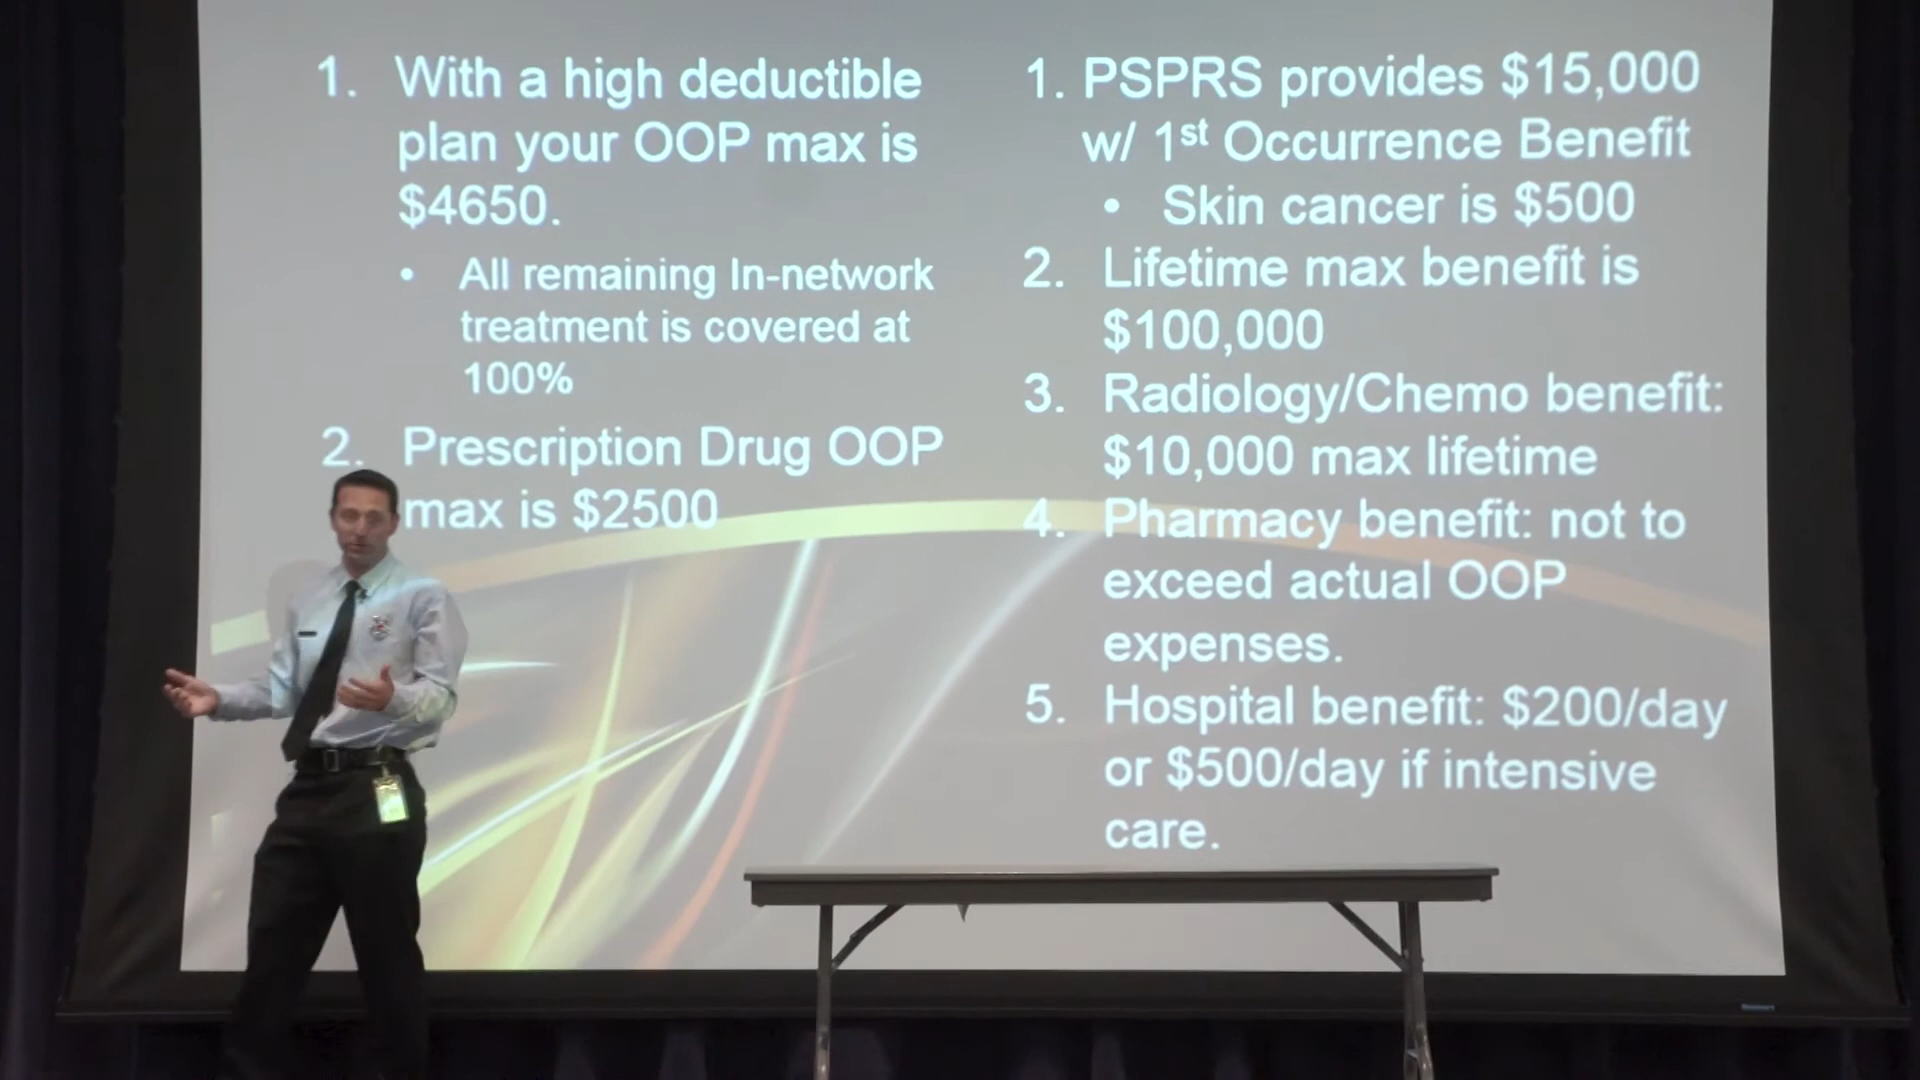 1. With a high deductible
plan your OOP max is
$4650.
• All remaining In-network
treatment is covered at
100%
2. Prescription Drug OOP
max is $2500
1. PSPRS provides $15,000
w/ 1st Occurrence Benefit
• Skin cancer is $500
2. Lifetime max benefit is
$100,000
3. Radiology/Chemo benefit:
$10,000 max lifetime
4. Pharmacy benefit: not to
exceed actual OOP
expenses.
5. Hospital benefit: $200/day
or $500/day if intensive
care.